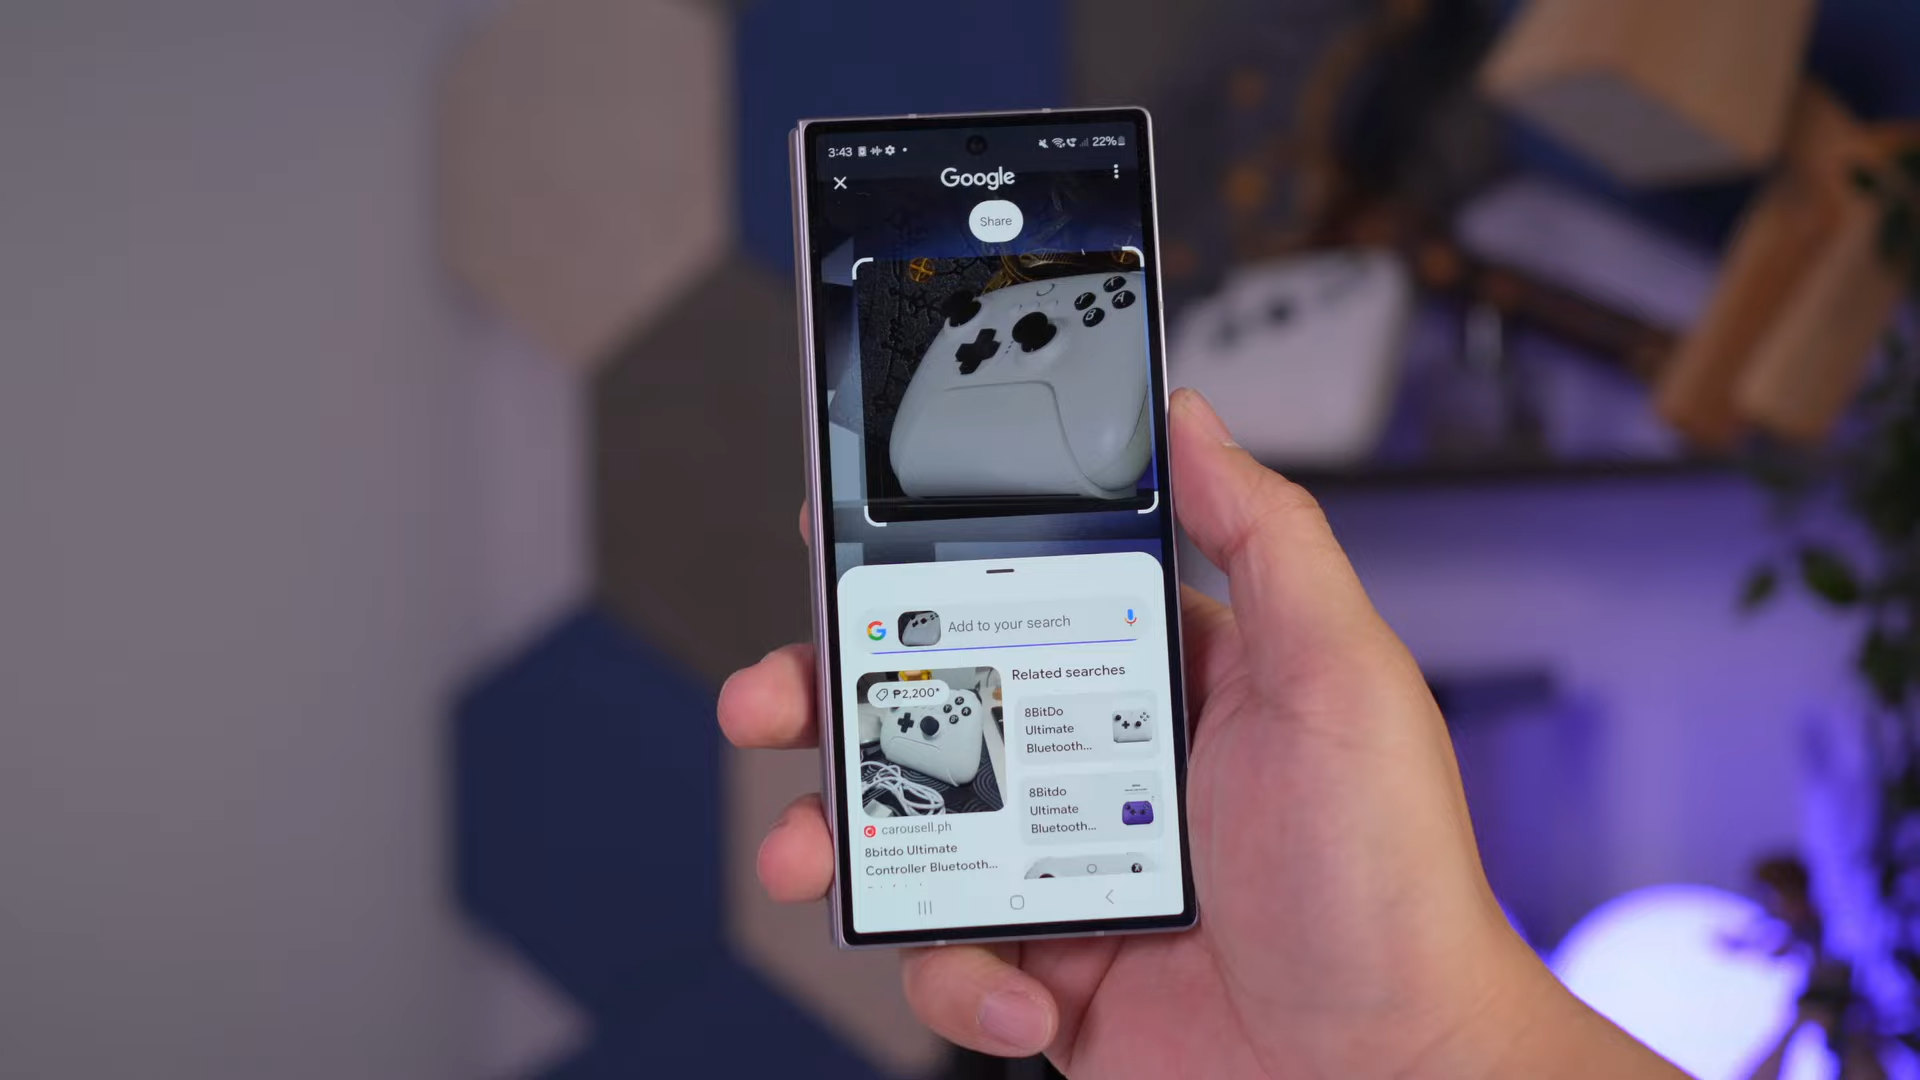 3:43
22%
Google
Share
Y
A
B
Add to your search
₱2,200*
Related searches
8BitDo
Ultimate
Bluetooth...
8Bitdo
Ultimate
Bluetooth...
carousell.ph
8bitdo Ultimate
Controller Bluetooth...